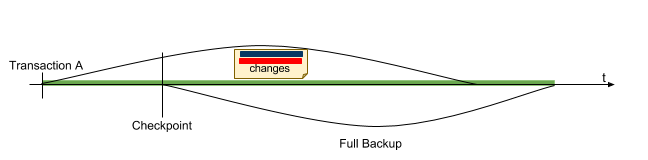 changes
Transaction A
t
Checkpoint
Full Backup